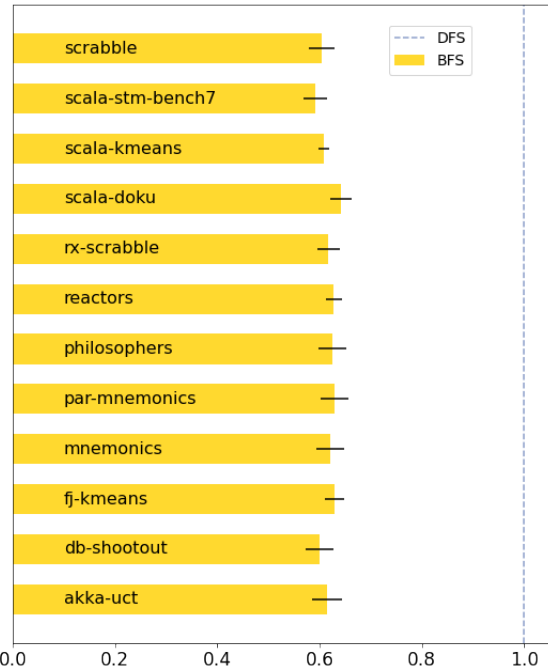 DFS
BFS
scrabble
scala-stm-bench7
scala-kmeans
scala-doku
rx-scrabble
reactors
philosophers
par-mnemonics
mnemonics
fj-kmeans
db-shootout
akka-uct
0.0 0.2 0.4 0.6 0.8 1.0